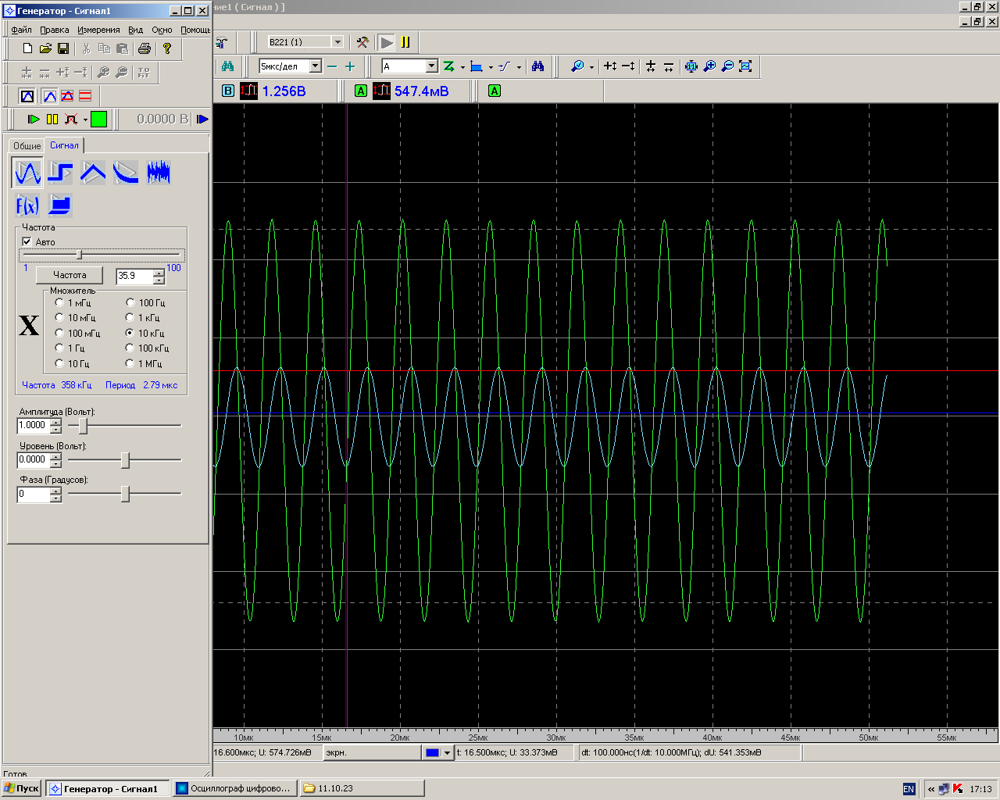 Генератор - Сигнал1
ние1 ( Сигнал ) ]
Файл Правка Измерения Вид Окно Помощь
B221 (1)
5мкс/дел
A
TO FIT
B 1.256В A 547.4мВ A
0.0000 В
Общие Сигнал
F(x)
Частота
Авто
1 100
Частота 35.9
Множитель
X
1 мГц 100 Гц
10 мГц 1 кГц
100 мГц 10 кГц
1 Гц 100 кГц
10 Гц 1 МГц
Частота 358 кГц Период 2.79 мкс
Амплитуда (Вольт):
1.0000
Уровень (Вольт):
0.0000
Фаза (Градусов):
0
10мк 15мк 20мк 25мк 30мк 35мк 40мк 45мк 50мк 55мк
16.600мкс; U: 574.726мВ экрн. t: 16.500мкс; U: 33.373мВ dt: 100.000нс(1/dt: 10.000МГц); dU: 541.353мВ
Готов
Пуск Генератор - Сигнал1 Осциллограф цифрово... 11.10.23 EN « 17:13